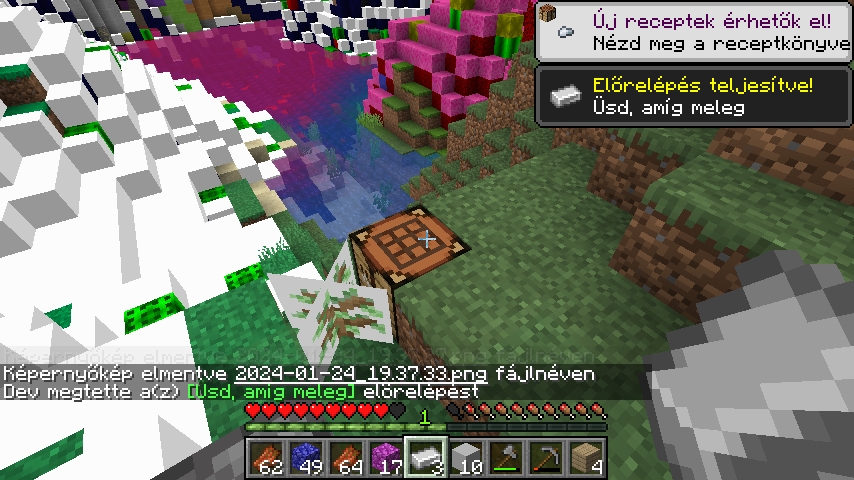 Új receptek érhetők el!
Nézd meg a receptkönyve
Előrelépés teljesítve!
Üsd, amíg meleg
Képernyőkép elmentve 2024-01-24_19.37.33.png fájlnéven
Dev megtette a(z) [Üsd, amíg meleg] előrelépést
1
62 49 64 17 3 10 4